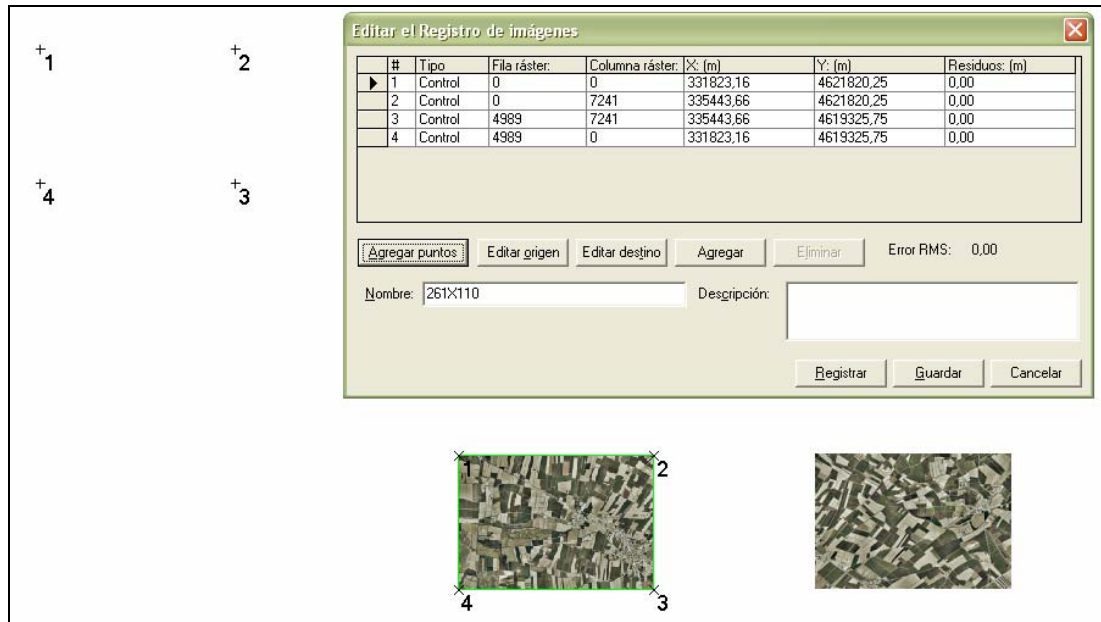 Editar el Registro de imágenes
1 2
4 3
# Tipo Fila ráster: Columna ráster: X: (m) Y: (m) Residuos: (m)
1 Control 0 0 331823,16 4621820,25 0,00
2 Control 0 7241 335443,66 4621820,25 0,00
3 Control 4989 7241 335443,66 4619325,75 0,00
4 Control 4989 0 331823,16 4619325,75 0,00
Agregar puntos Editar origen Editar destino Agregar Eliminar Error RMS: 0,00
Nombre: 261X110 Descripción:
Registrar Guardar Cancelar
1 2
4 3